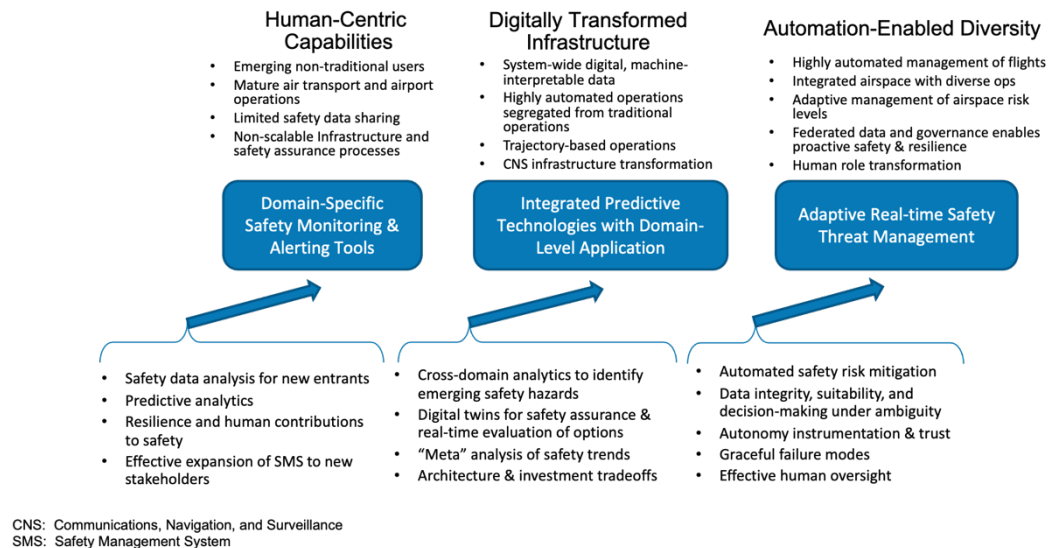 Human-Centric
Capabilities
• Emerging non-traditional users
• Mature air transport and airport
operations
• Limited safety data sharing
• Non-scalable Infrastructure and
safety assurance processes
Domain-Specific
Safety Monitoring &
Alerting Tools
• Safety data analysis for new entrants
• Predictive analytics
• Resilience and human contributions
to safety
• Effective expansion of SMS to new
stakeholders
Digitally Transformed
Infrastructure
• System-wide digital, machine-
interpretable data
• Highly automated operations
segregated from traditional
operations
• Trajectory-based operations
• CNS infrastructure transformation
Integrated Predictive
Technologies with Domain-
Level Application
• Cross-domain analytics to identify
emerging safety hazards
• Digital twins for safety assurance &
real-time evaluation of options
• “Meta” analysis of safety trends
• Architecture & investment tradeoffs
Automation-Enabled Diversity
• Highly automated management of flights
• Integrated airspace with diverse ops
• Adaptive management of airspace risk
levels
• Federated data and governance enables
proactive safety & resilience
• Human role transformation
Adaptive Real-time Safety
Threat Management
• Automated safety risk mitigation
• Data integrity, suitability, and
decision-making under ambiguity
• Autonomy instrumentation & trust
• Graceful failure modes
• Effective human oversight
CNS: Communications, Navigation, and Surveillance
SMS: Safety Management System